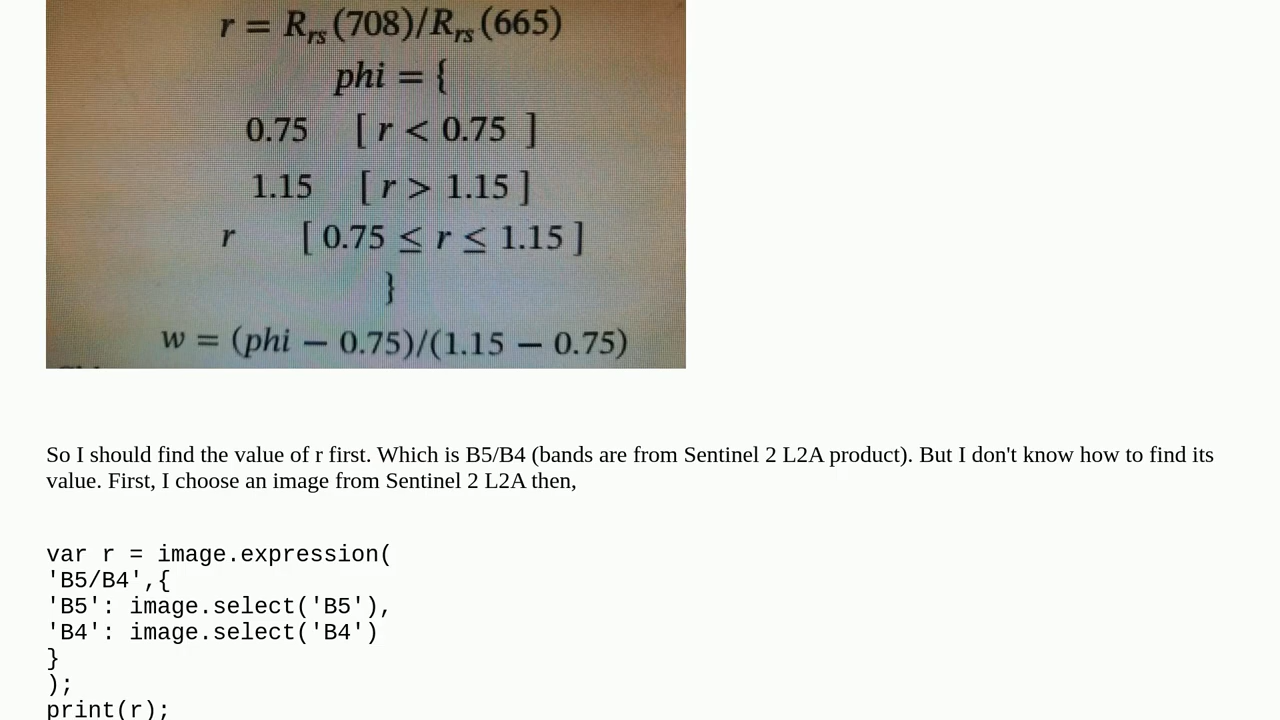 r = Rrs(708)/Rrs(665)
phi = {
0.75 [ r < 0.75 ]
1.15 [ r > 1.15 ]
r [ 0.75 ≤ r ≤ 1.15 ]
}
w = (phi − 0.75)/(1.15 − 0.75)
So I should find the value of r first. Which is B5/B4 (bands are from Sentinel 2 L2A product). But I don't know how to find its
value. First, I choose an image from Sentinel 2 L2A then,
var r = image.expression(
'B5/B4',{
'B5': image.select('B5'),
'B4': image.select('B4')
}
);
print(r);